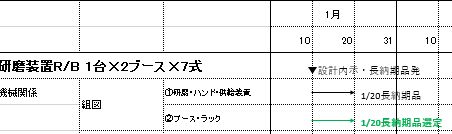 1月
10 20 31 10
研磨装置R/B 1台×2ブース×7式
▼設計内示・長納期品発
機械関係 組図 ①研磨・ハンド・供給装置 1/20長納期品
②ブース・ラック 1/20長納期品選定